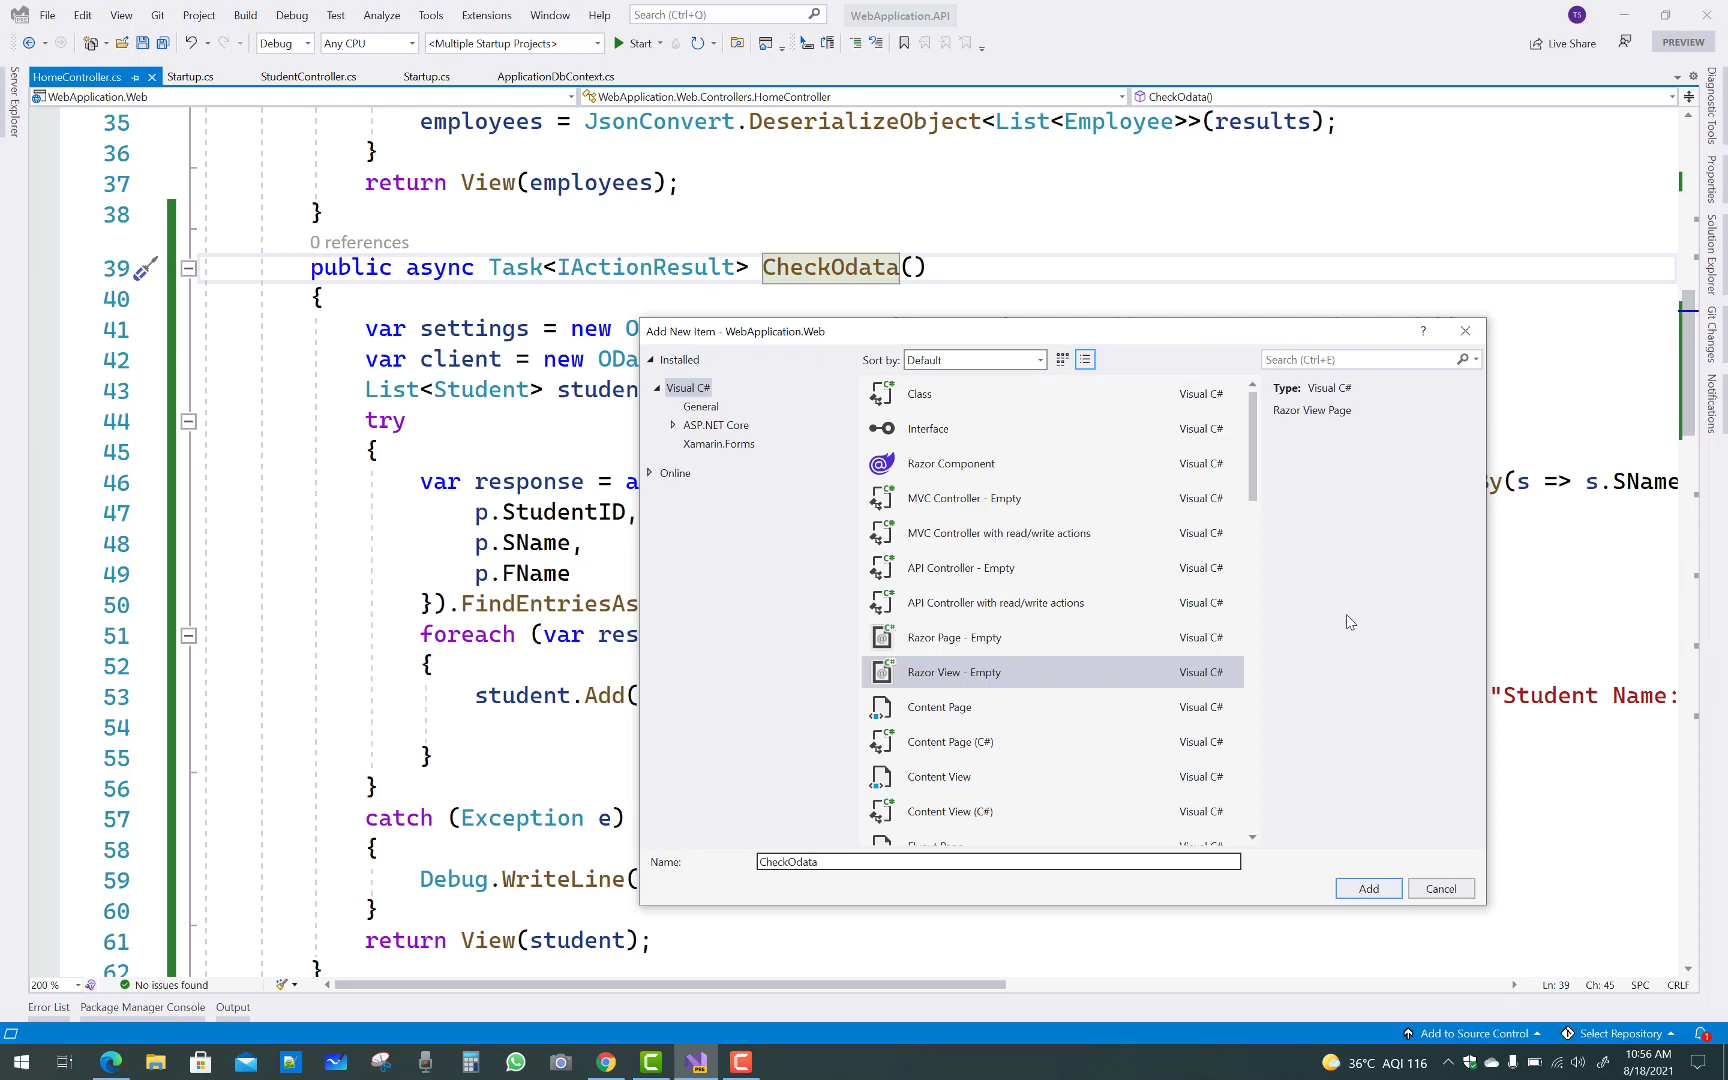 File Edit View Git Project Build Debug Test Analyze Tools Extensions Window Help Search (Ctrl+Q) WebApplication.API TS
Debug Any CPU <Multiple Startup Projects> Start Live Share PREVIEW
HomeController.cs Startup.cs StudentController.cs Startup.cs ApplicationDbContext.cs
WebApplication.Web WebApplication.Web.Controllers.HomeController CheckOdata()
Server Explorer
Diagnostic Tools
Properties
Solution Explorer
Git Changes
Notifications
35 employees = JsonConvert.DeserializeObject<List<Employee>>(results);
36 }
37 return View(employees);
38 }
0 references
39 public async Task<IActionResult> CheckOdata()
40 {
41 var settings = new O
42 var client = new ODa
43 List<Student> studen
44 try
45 {
46 var response = a y(s => s.SName
47 p.StudentID,
48 p.SName,
49 p.FName
50 }).FindEntriesAs
51 foreach (var res
52 {
53 student.Add( "Student Name:
54
55 }
56 }
57 catch (Exception e)
58 {
59 Debug.WriteLine(
60 }
61 return View(student);
62 }
Add New Item - WebApplication.Web ?
Installed
Visual C#
General
ASP.NET Core
Xamarin.Forms
Online
Sort by: Default
Search (Ctrl+E)
Class Visual C#
Interface Visual C#
Razor Component Visual C#
MVC Controller - Empty Visual C#
MVC Controller with read/write actions Visual C#
API Controller - Empty Visual C#
API Controller with read/write actions Visual C#
Razor Page - Empty Visual C#
Razor View - Empty Visual C#
Content Page Visual C#
Content Page (C#) Visual C#
Content View Visual C#
Content View (C#) Visual C#
Type: Visual C#
Razor View Page
Name: CheckOdata
Add Cancel
200 % No issues found Ln: 39 Ch: 45 SPC CRLF
Error List Package Manager Console Output
Add to Source Control Select Repository 1
36°C AQI 116 10:56 AM
8/18/2021